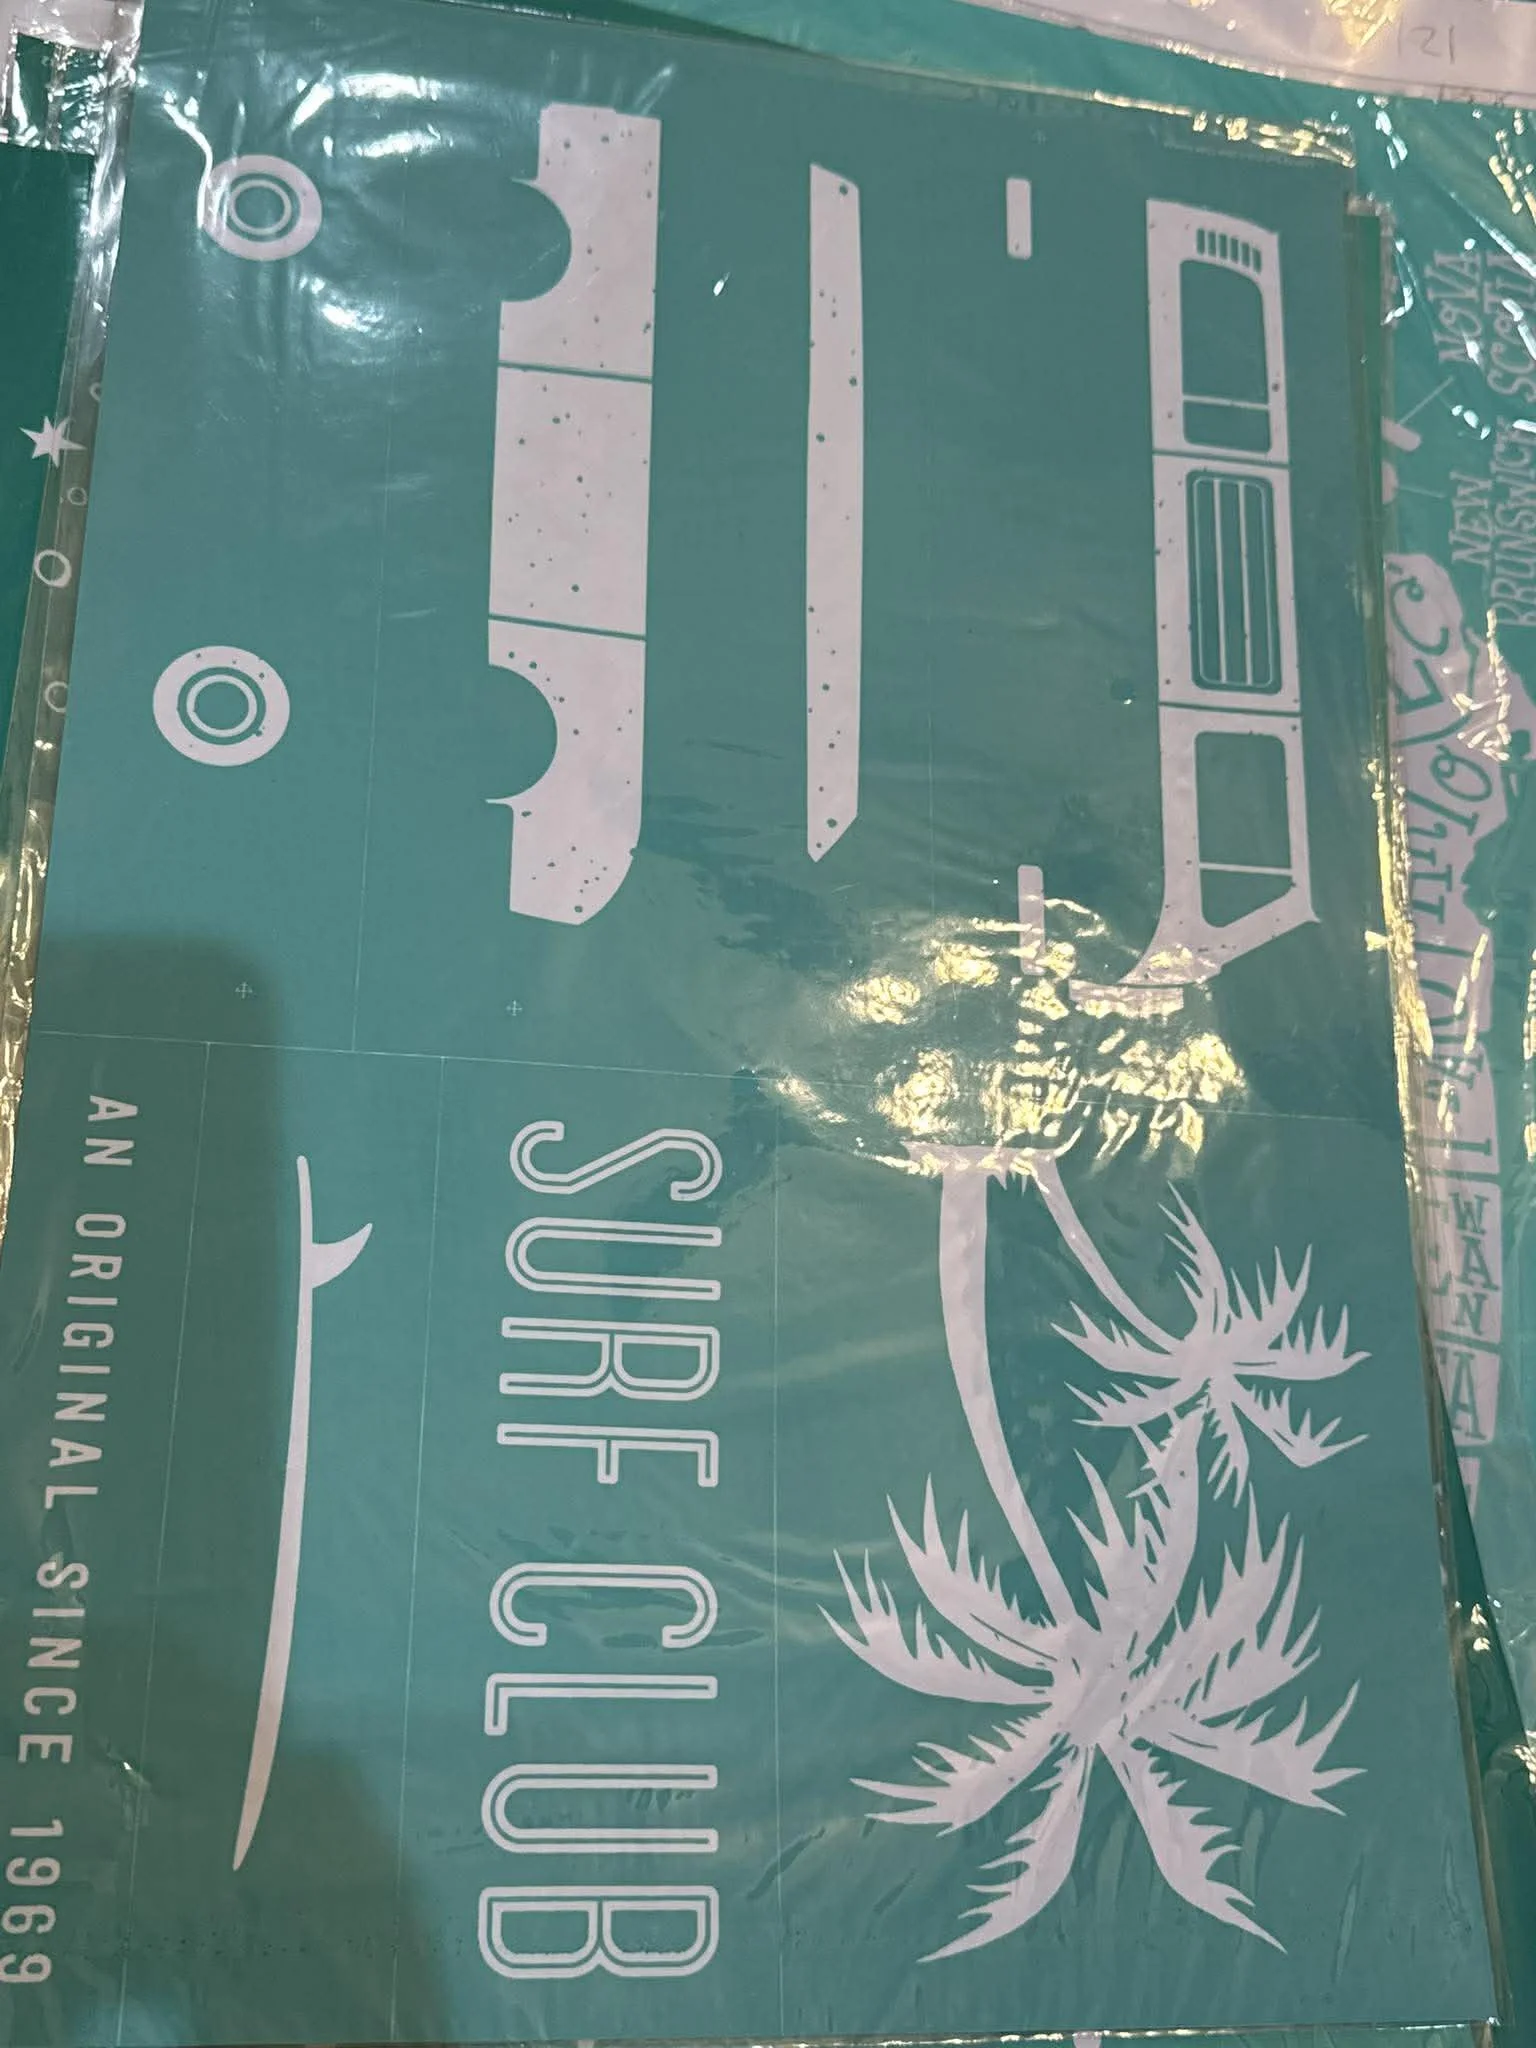 SURF CLUB
AN ORIGINAL SINCE 1969
121
NOVA
SCOTIA
NEW
BRUNSWICK